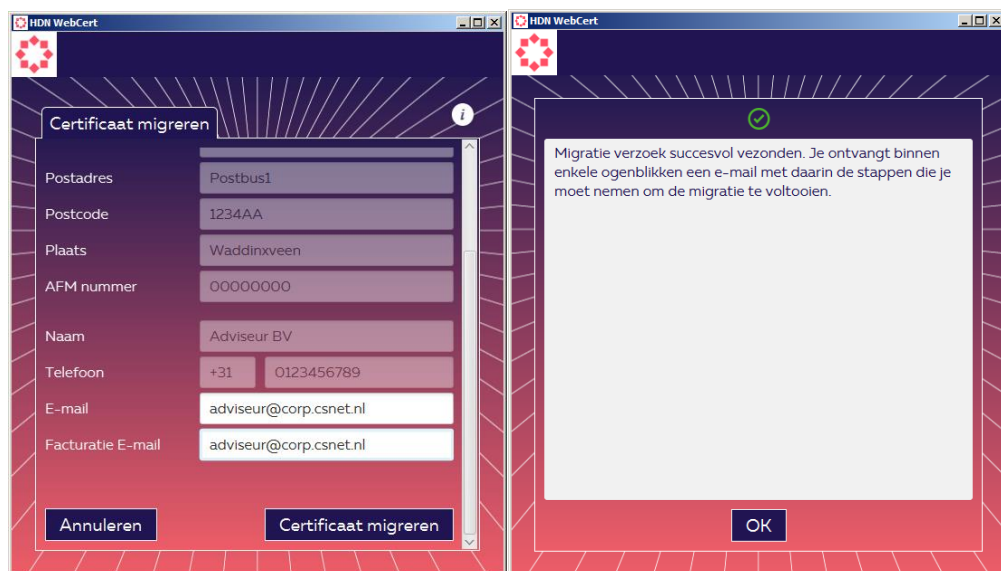 HDN WebCert
Certificaat migreren
i
Postadres Postbus1
Postcode 1234AA
Plaats Waddinxveen
AFM nummer 00000000
Naam Adviseur BV
Telefoon +31 0123456789
E-mail adviseur@corp.csnet.nl
Facturatie E-mail adviseur@corp.csnet.nl
Annuleren Certificaat migreren
HDN WebCert
Migratie verzoek succesvol vezonden. Je ontvangt binnen
enkele ogenblikken een e-mail met daarin de stappen die je
moet nemen om de migratie te voltooien.
OK